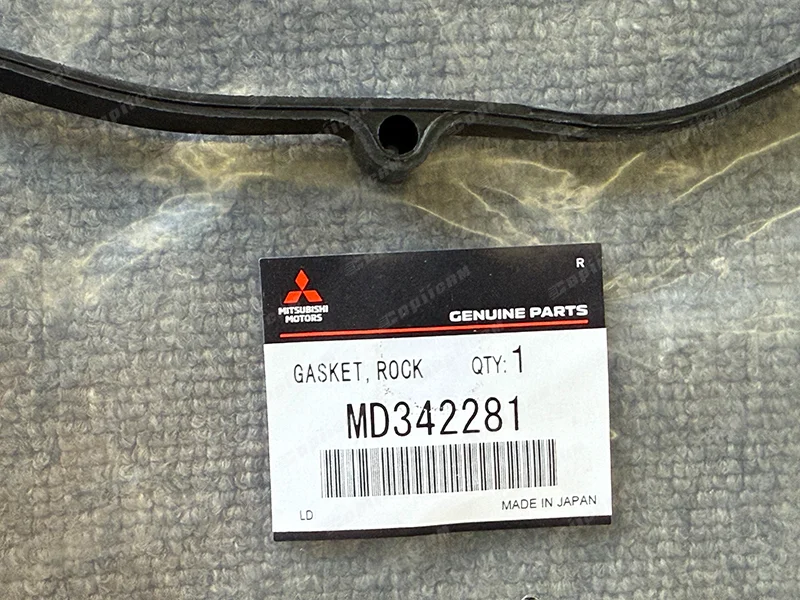 R
MITSUBISHI
MOTORS
GENUINE PARTS
GASKET, ROCK QTY: 1
MD342281
LD MADE IN JAPAN